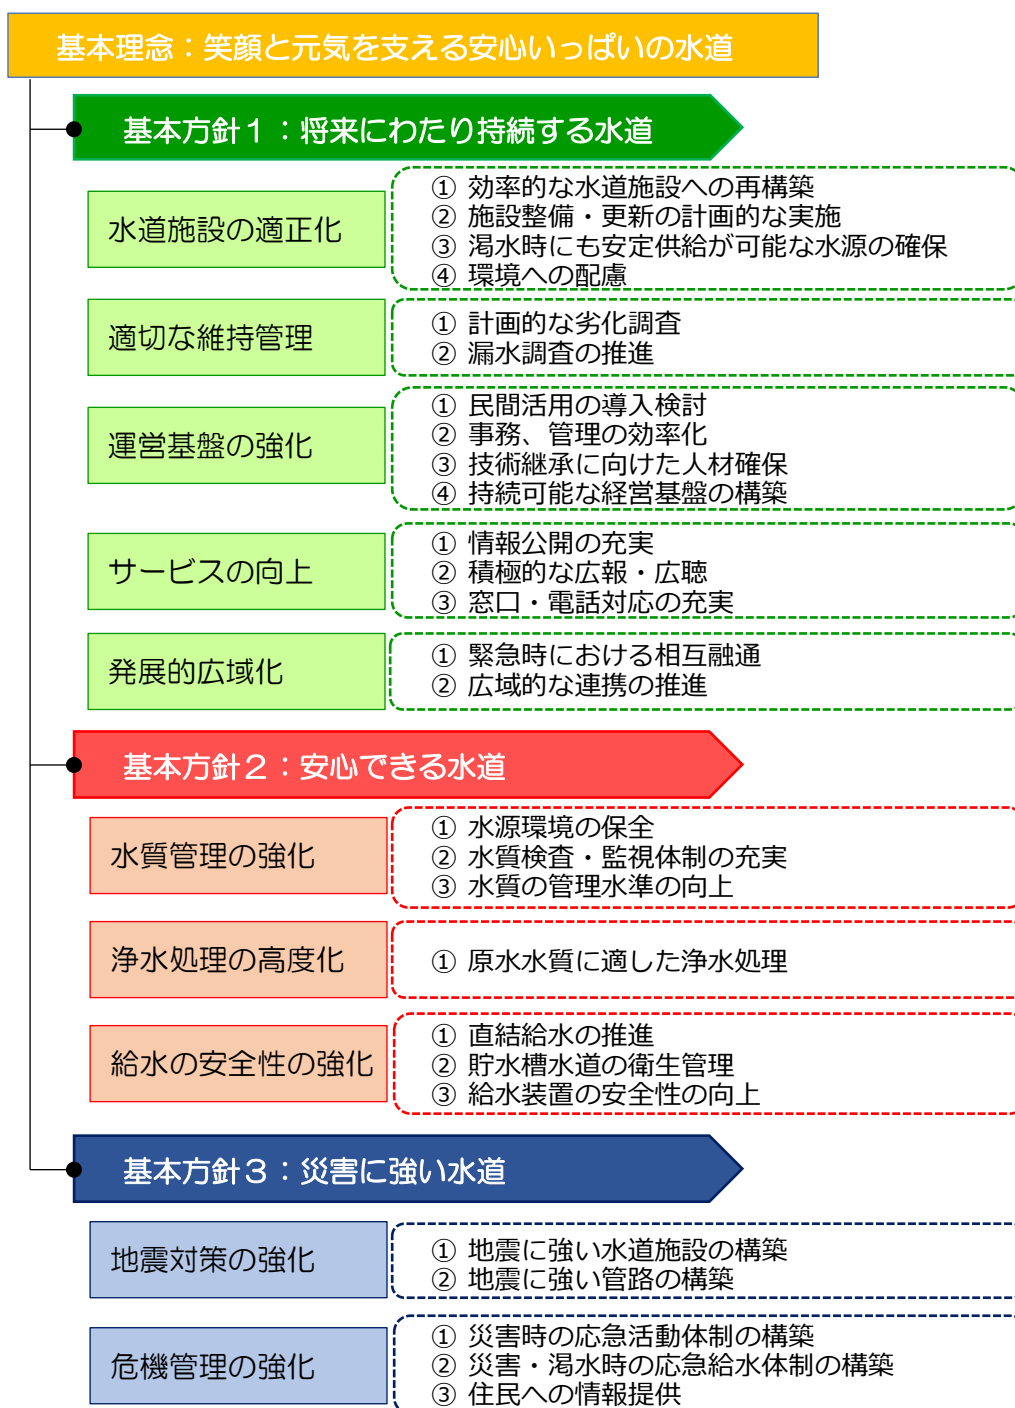 基本理念：笑顔と元気を支える安心いっぱいの水道
基本方針１：将来にわたり持続する水道
水道施設の適正化
① 効率的な水道施設への再構築
② 施設整備・更新の計画的な実施
③ 渇水時にも安定供給が可能な水源の確保
④ 環境への配慮
適切な維持管理
① 計画的な劣化調査
② 漏水調査の推進
運営基盤の強化
① 民間活用の導入検討
② 事務、管理の効率化
③ 技術継承に向けた人材確保
④ 持続可能な経営基盤の構築
サービスの向上
① 情報公開の充実
② 積極的な広報・広聴
③ 窓口・電話対応の充実
発展的広域化
① 緊急時における相互融通
② 広域的な連携の推進
基本方針２：安心できる水道
水質管理の強化
① 水源環境の保全
② 水質検査・監視体制の充実
③ 水質の管理水準の向上
浄水処理の高度化
① 原水水質に適した浄水処理
給水の安全性の強化
① 直結給水の推進
② 貯水槽水道の衛生管理
③ 給水装置の安全性の向上
基本方針３：災害に強い水道
地震対策の強化
① 地震に強い水道施設の構築
② 地震に強い管路の構築
危機管理の強化
① 災害時の応急活動体制の構築
② 災害・渇水時の応急給水体制の構築
③ 住民への情報提供